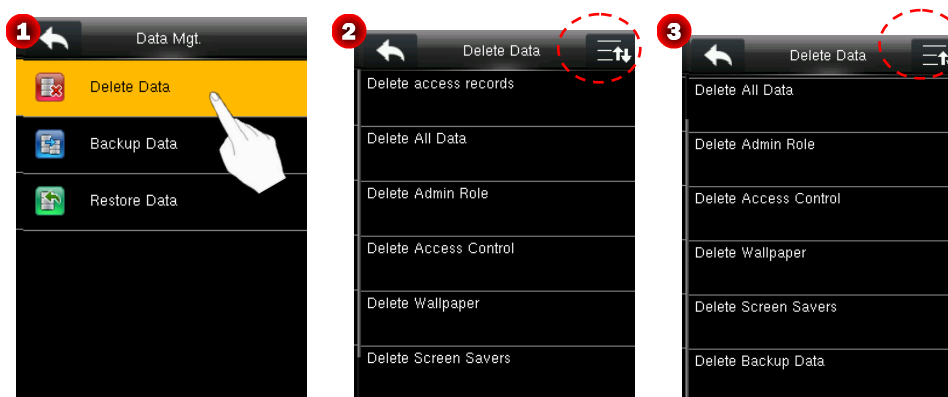 1
Data Mgt.
Delete Data
Backup Data
Restore Data
2
Delete Data
Delete access records
Delete All Data
Delete Admin Role
Delete Access Control
Delete Wallpaper
Delete Screen Savers
3
Delete Data
Delete All Data
Delete Admin Role
Delete Access Control
Delete Wallpaper
Delete Screen Savers
Delete Backup Data